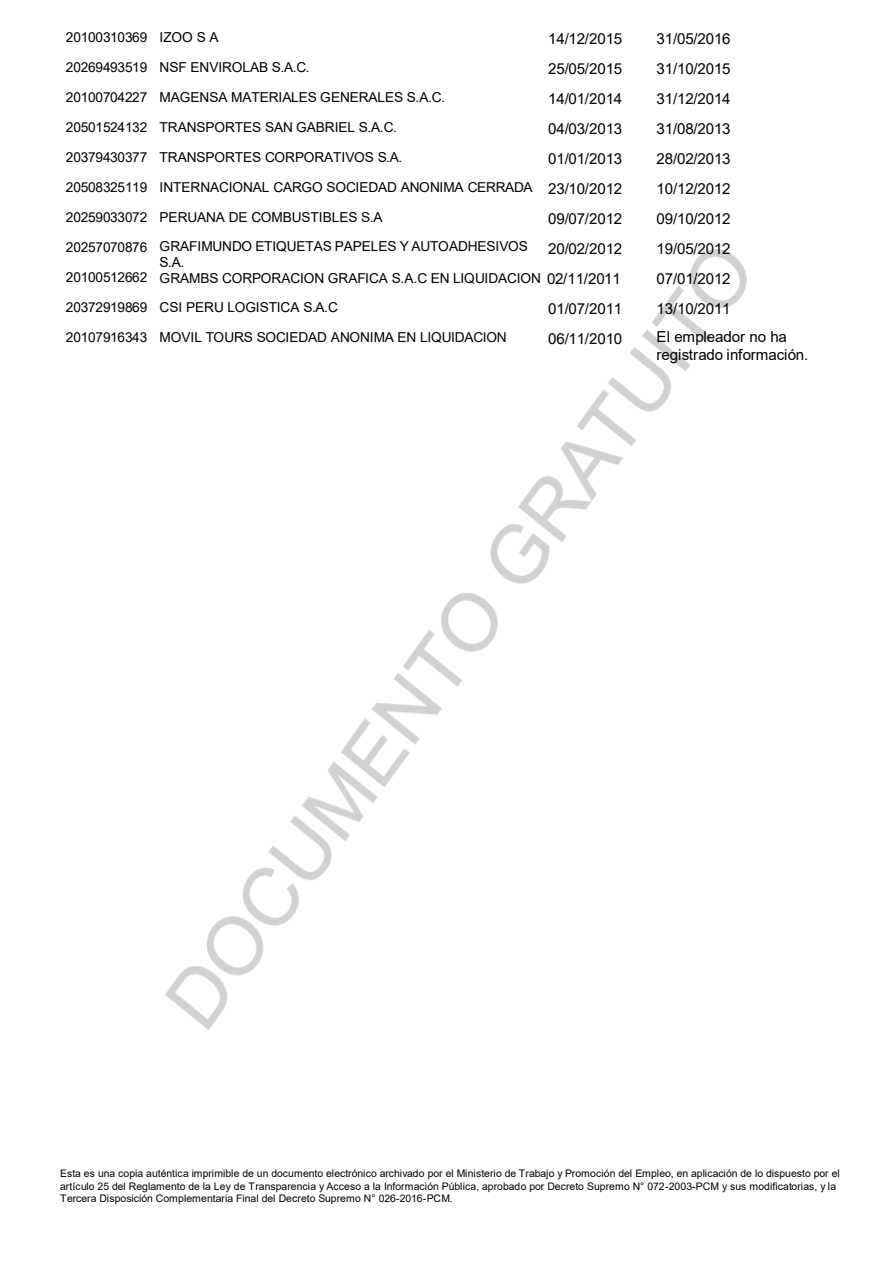 20100310369 IZOO S A 14/12/2015 31/05/2016
20269493519 NSF ENVIROLAB S.A.C. 25/05/2015 31/10/2015
20100704227 MAGENSA MATERIALES GENERALES S.A.C. 14/01/2014 31/12/2014
20501524132 TRANSPORTES SAN GABRIEL S.A.C. 04/03/2013 31/08/2013
20379430377 TRANSPORTES CORPORATIVOS S.A. 01/01/2013 28/02/2013
20508325119 INTERNACIONAL CARGO SOCIEDAD ANONIMA CERRADA 23/10/2012 10/12/2012
20259033072 PERUANA DE COMBUSTIBLES S.A 09/07/2012 09/10/2012
20257070876 GRAFIMUNDO ETIQUETAS PAPELES Y AUTOADHESIVOS 20/02/2012 19/05/2012
S.A.
20100512662 GRAMBS CORPORACION GRAFICA S.A.C EN LIQUIDACION 02/11/2011 07/01/2012
20372919869 CSI PERU LOGISTICA S.A.C 01/07/2011 13/10/2011
20107916343 MOVIL TOURS SOCIEDAD ANONIMA EN LIQUIDACION 06/11/2010 El empleador no ha
registrado información.
DOCUMENTO GRATUITO
Esta es una copia auténtica imprimible de un documento electrónico archivado por el Ministerio de Trabajo y Promoción del Empleo, en aplicación de lo dispuesto por el
artículo 25 del Reglamento de la Ley de Transparencia y Acceso a la Información Pública, aprobado por Decreto Supremo N° 072-2003-PCM y sus modificatorias, y la
Tercera Disposición Complementaria Final del Decreto Supremo N° 026-2016-PCM.